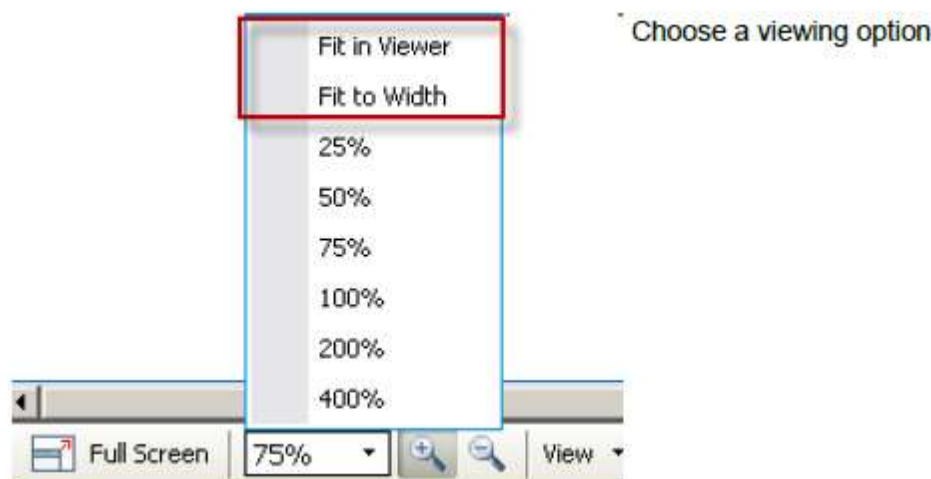 Choose a viewing option
Fit in Viewer
Fit to Width
25%
50%
75%
100%
200%
400%
Full Screen 75% View